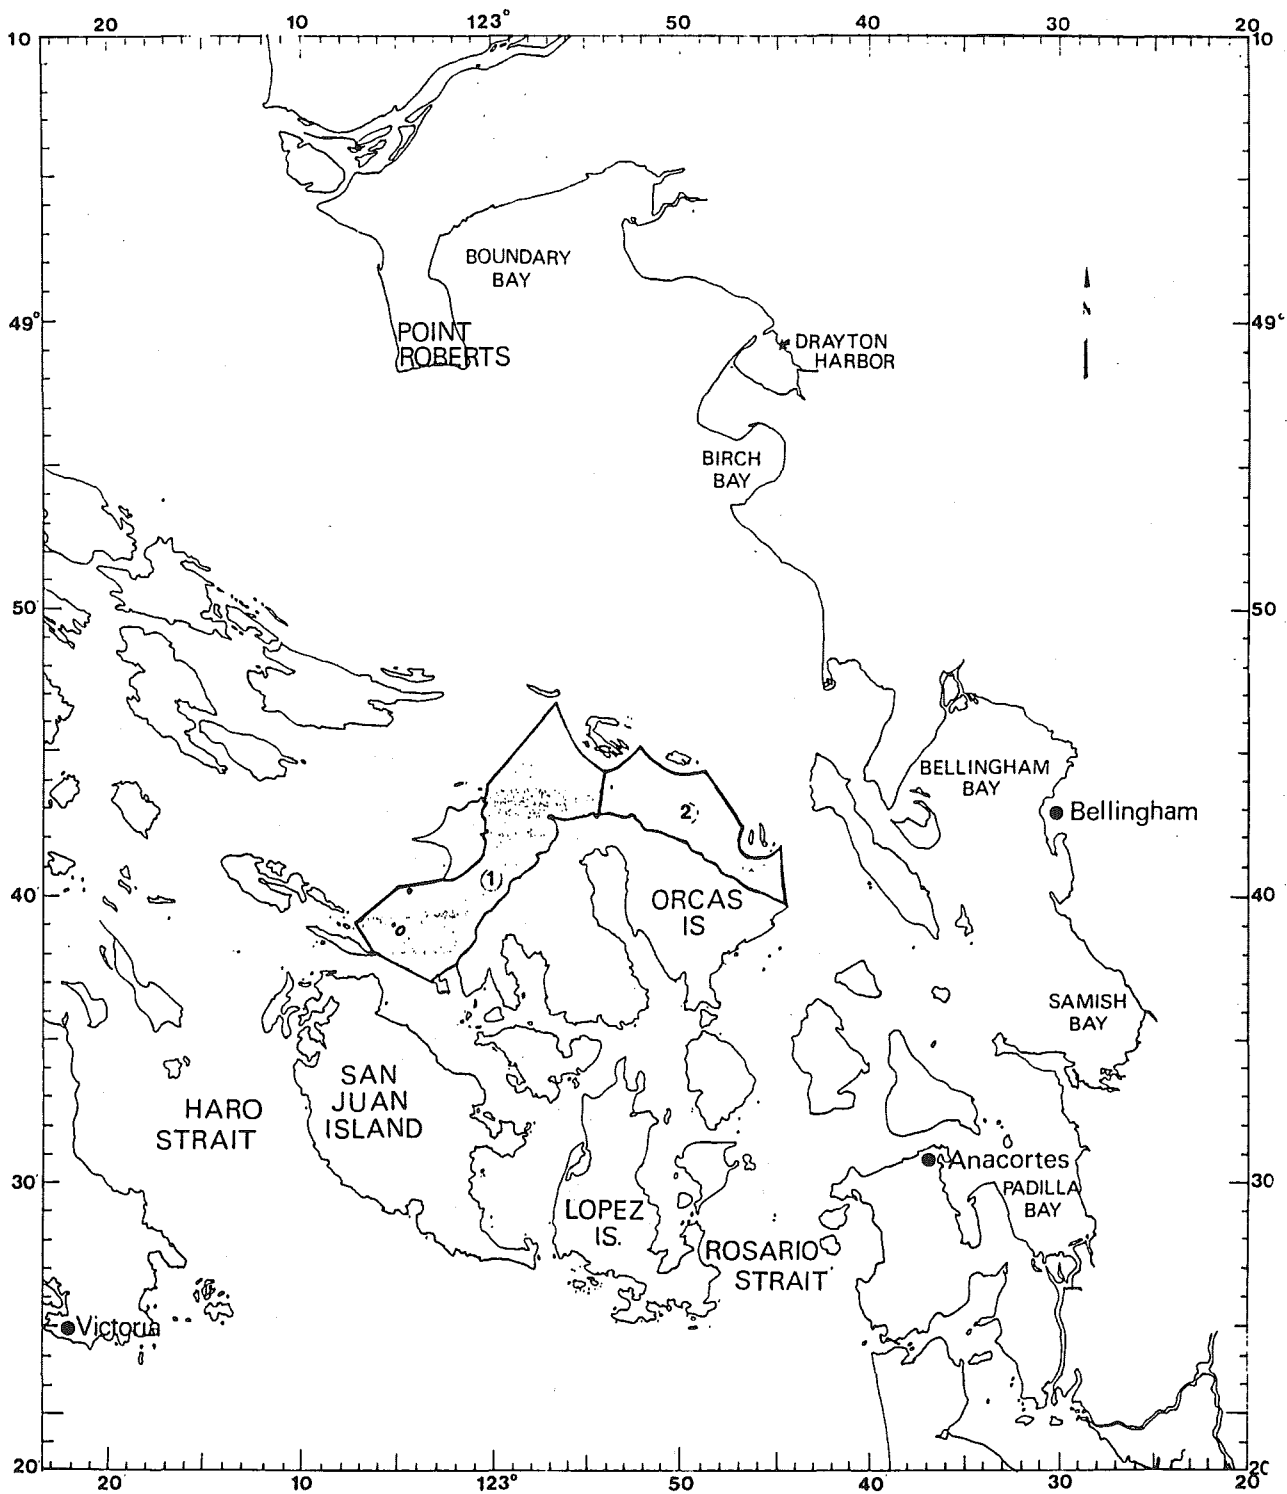 20 10 123° 50 40 30 20
10 10
BOUNDARY
BAY
49° 49°
POINT
ROBERTS
DRAYTON
HARBOR
BIRCH
BAY
50' 50
BELLINGHAM
BAY
2
Bellingham
1
40' 40
ORCAS
IS
SAMISH
BAY
SAN
JUAN
ISLAND
HARO
STRAIT
Anacortes
30' 30
PADILLA
BAY
LOPEZ
IS.
ROSARIO
STRAIT
Victoria
20' 20
20 10 123° 50 40 30 20